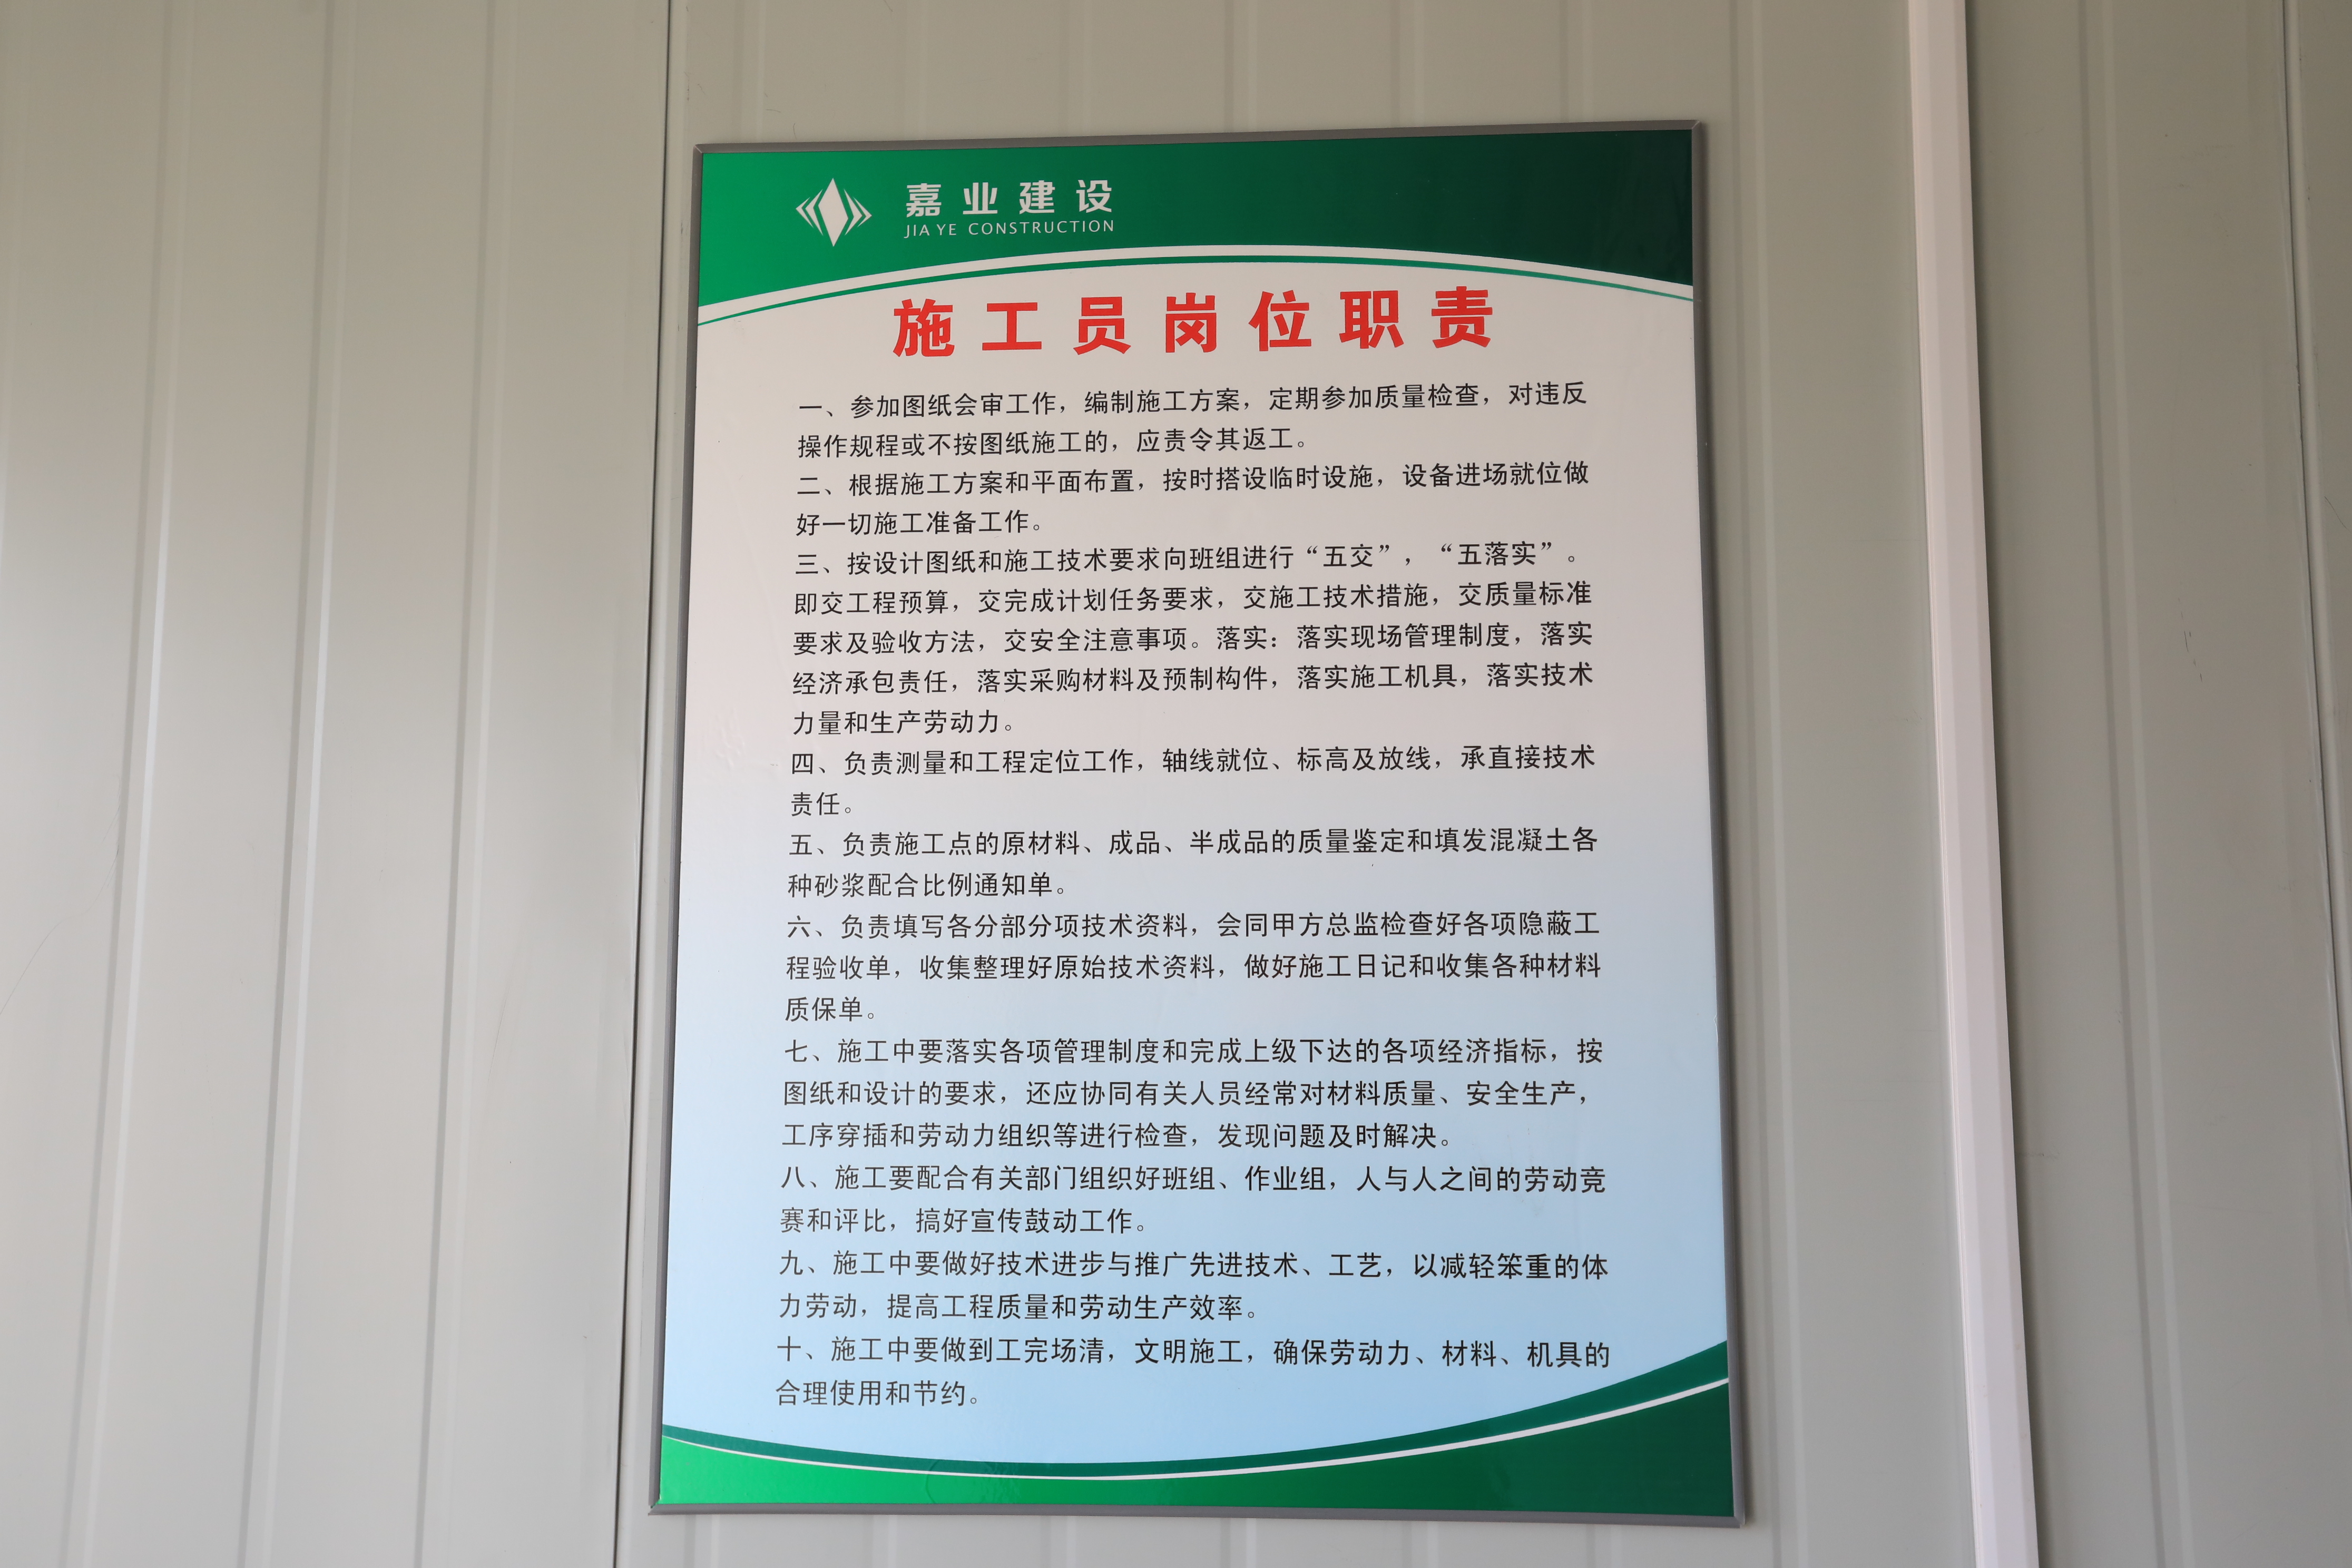 嘉业建设
JIA YE CONSTRUCTION
施工员岗位职责
一、参加图纸会审工作，编制施工方案，定期参加质量检查，对违反
操作规程或不按图纸施工的，应责令其返工。
二、根据施工方案和平面布置，按时搭设临时设施，设备进场就位做
好一切施工准备工作。
三、按设计图纸和施工技术要求向班组进行“五交”，“五落实”。
即交工程预算，交完成计划任务要求，交施工技术措施，交质量标准
要求及验收方法，交安全注意事项。落实：落实现场管理制度，落实
经济承包责任，落实采购材料及预制构件，落实施工机具，落实技术
力量和生产劳动力。
四、负责测量和工程定位工作，轴线就位、标高及放线，承直接技术
责任。
五、负责施工点的原材料、成品、半成品的质量鉴定和填发混凝土各
种砂浆配合比例通知单。
六、负责填写各分部分项技术资料，会同甲方总监检查好各项隐蔽工
程验收单，收集整理好原始技术资料，做好施工日记和收集各种材料
质保单。
七、施工中要落实各项管理制度和完成上级下达的各项经济指标，按
图纸和设计的要求，还应协同有关人员经常对材料质量、安全生产，
工序穿插和劳动力组织等进行检查，发现问题及时解决。
八、施工要配合有关部门组织好班组、作业组，人与人之间的劳动竞
赛和评比，搞好宣传鼓动工作。
九、施工中要做好技术进步与推广先进技术、工艺，以减轻笨重的体
力劳动，提高工程质量和劳动生产效率。
十、施工中要做到工完场清，文明施工，确保劳动力、材料、机具的
合理使用和节约。